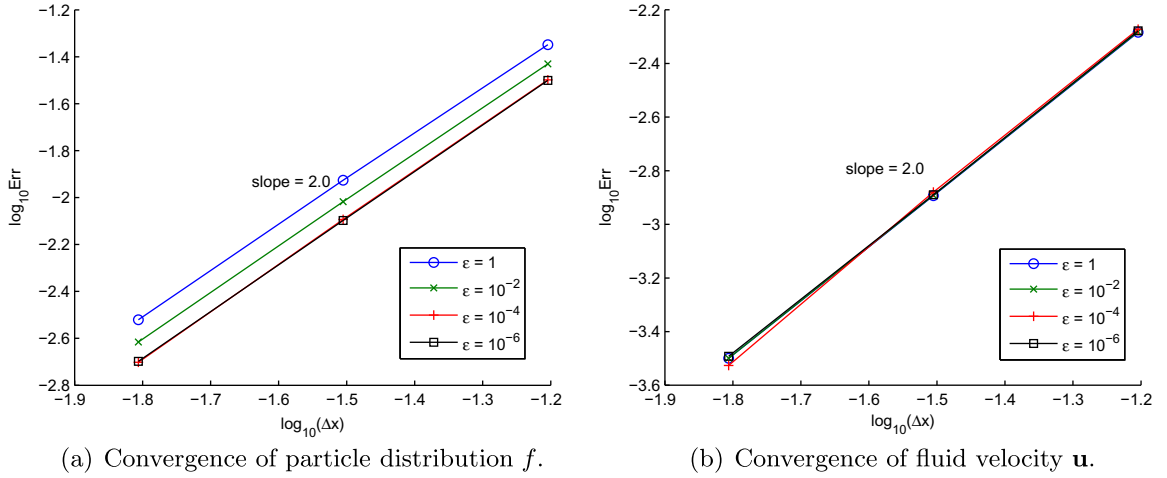 −1.2
−1.4
−1.6
−1.8
−2
−2.2
−2.4
−2.6
−2.8
log₁₀Err
slope = 2.0
ε = 1
ε = 10⁻²
ε = 10⁻⁴
ε = 10⁻⁶
−1.9 −1.8 −1.7 −1.6 −1.5 −1.4 −1.3 −1.2
log₁₀(Δx)
(a) Convergence of particle distribution f.
−2.2
−2.4
−2.6
−2.8
−3
−3.2
−3.4
−3.6
log₁₀Err
slope = 2.0
ε = 1
ε = 10⁻²
ε = 10⁻⁴
ε = 10⁻⁶
−1.9 −1.8 −1.7 −1.6 −1.5 −1.4 −1.3 −1.2
log₁₀(Δx)
(b) Convergence of fluid velocity u.